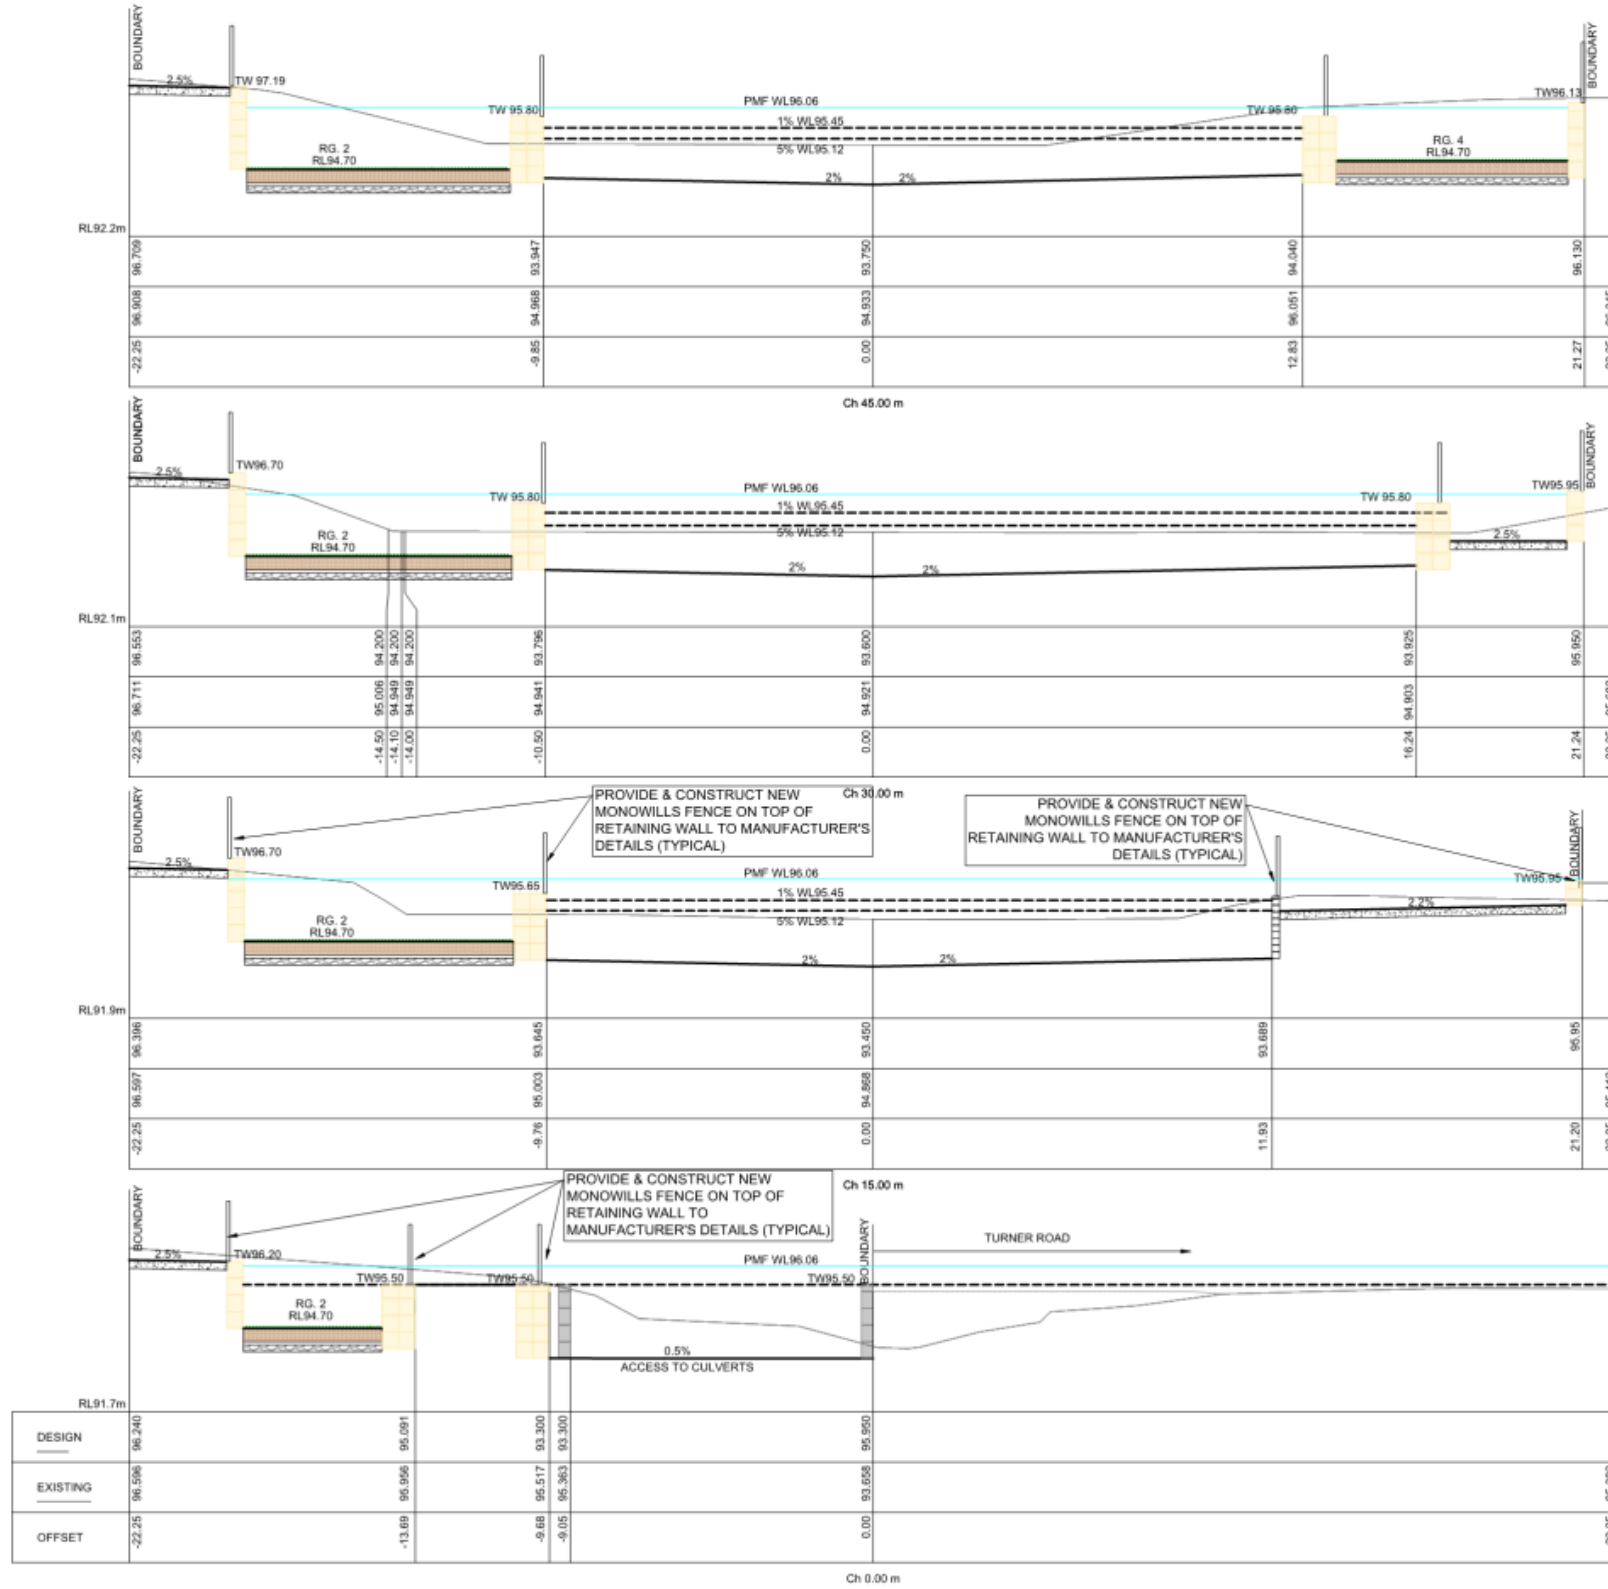 BOUNDARY
BOUNDARY
2.5%
TW 97.19
TW96.13
PMF WL96.06
TW 95.80
TW 95.80
1% WL95.45
5% WL95.12
RG. 2
RL94.70
RG. 4
RL94.70
2%
2%
RL92.2m
96.709
93.947
93.750
94.040
96.130
96.908
94.968
94.933
96.051
-22.25
-9.85
0.00
12.83
21.27
Ch 45.00 m
BOUNDARY
BOUNDARY
2.5%
TW96.70
TW95.95
PMF WL96.06
TW 95.80
TW 95.80
1% WL95.45
5% WL95.12
2.5%
RG. 2
RL94.70
2%
2%
RL92.1m
96.553
94.200
94.200
94.200
93.796
93.600
93.925
95.950
96.711
95.006
94.949
94.949
94.941
94.921
94.903
-22.25
-14.50
-14.10
-14.00
-10.50
0.00
16.24
21.24
Ch 30.00 m
PROVIDE & CONSTRUCT NEW
MONOWILLS FENCE ON TOP OF
RETAINING WALL TO MANUFACTURER'S
DETAILS (TYPICAL)
PROVIDE & CONSTRUCT NEW
MONOWILLS FENCE ON TOP OF
RETAINING WALL TO MANUFACTURER'S
DETAILS (TYPICAL)
BOUNDARY
BOUNDARY
2.5%
TW96.70
PMF WL96.06
TW95.95
TW95.65
1% WL95.45
2.2%
5% WL95.12
RG. 2
RL94.70
2%
2%
RL91.9m
96.396
93.645
93.450
93.689
95.95
96.597
95.003
94.868
-22.25
-9.76
0.00
11.93
21.20
Ch 15.00 m
PROVIDE & CONSTRUCT NEW
MONOWILLS FENCE ON TOP OF
RETAINING WALL TO
MANUFACTURER'S DETAILS (TYPICAL)
BOUNDARY
BOUNDARY
TURNER ROAD
2.5%
TW96.20
PMF WL96.06
TW95.50
TW95.50
TW95.50
RG. 2
RL94.70
0.5%
ACCESS TO CULVERTS
RL91.7m
DESIGN
96.240
95.091
93.300
93.300
95.950
EXISTING
96.596
95.956
95.517
95.363
93.658
OFFSET
-22.25
-13.69
-9.68
-9.05
0.00
Ch 0.00 m